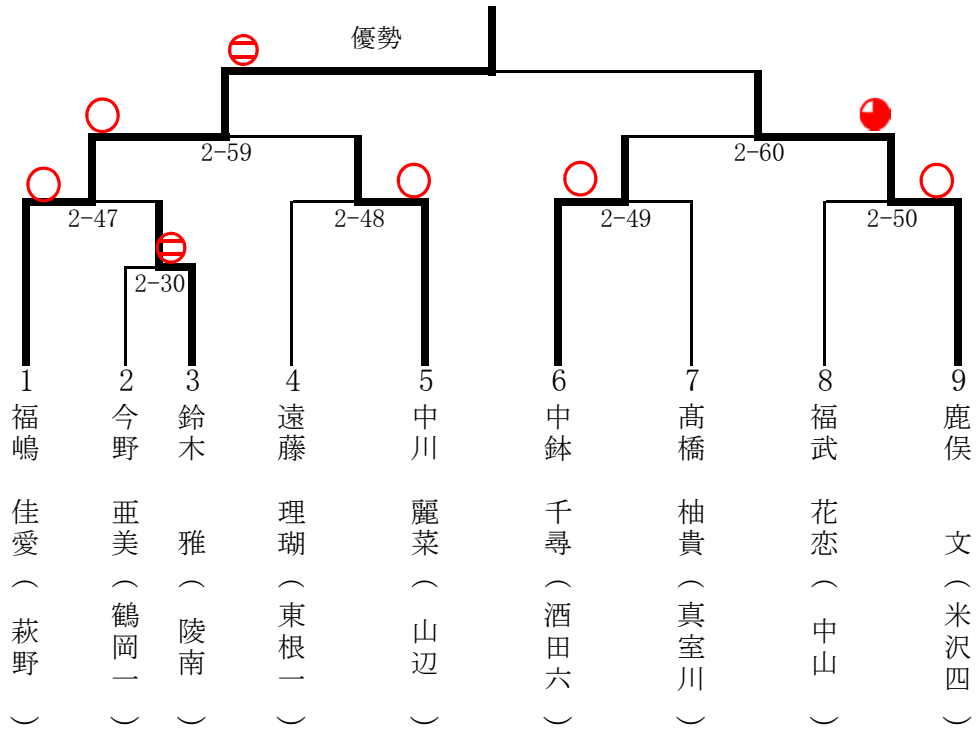 優勢
2-59
2-60
2-47
2-48
2-49
2-50
2-30
1
福嶋 佳愛(萩野)
2
今野 亜美(鶴岡一)
3
鈴木 雅(陵南)
4
遠藤 理瑚(東根一)
5
中川 麗菜(山辺)
6
中鉢 千尋(酒田六)
7
髙橋 柚貴(真室川)
8
福武 花恋(中山)
9
鹿俣 文(米沢四)